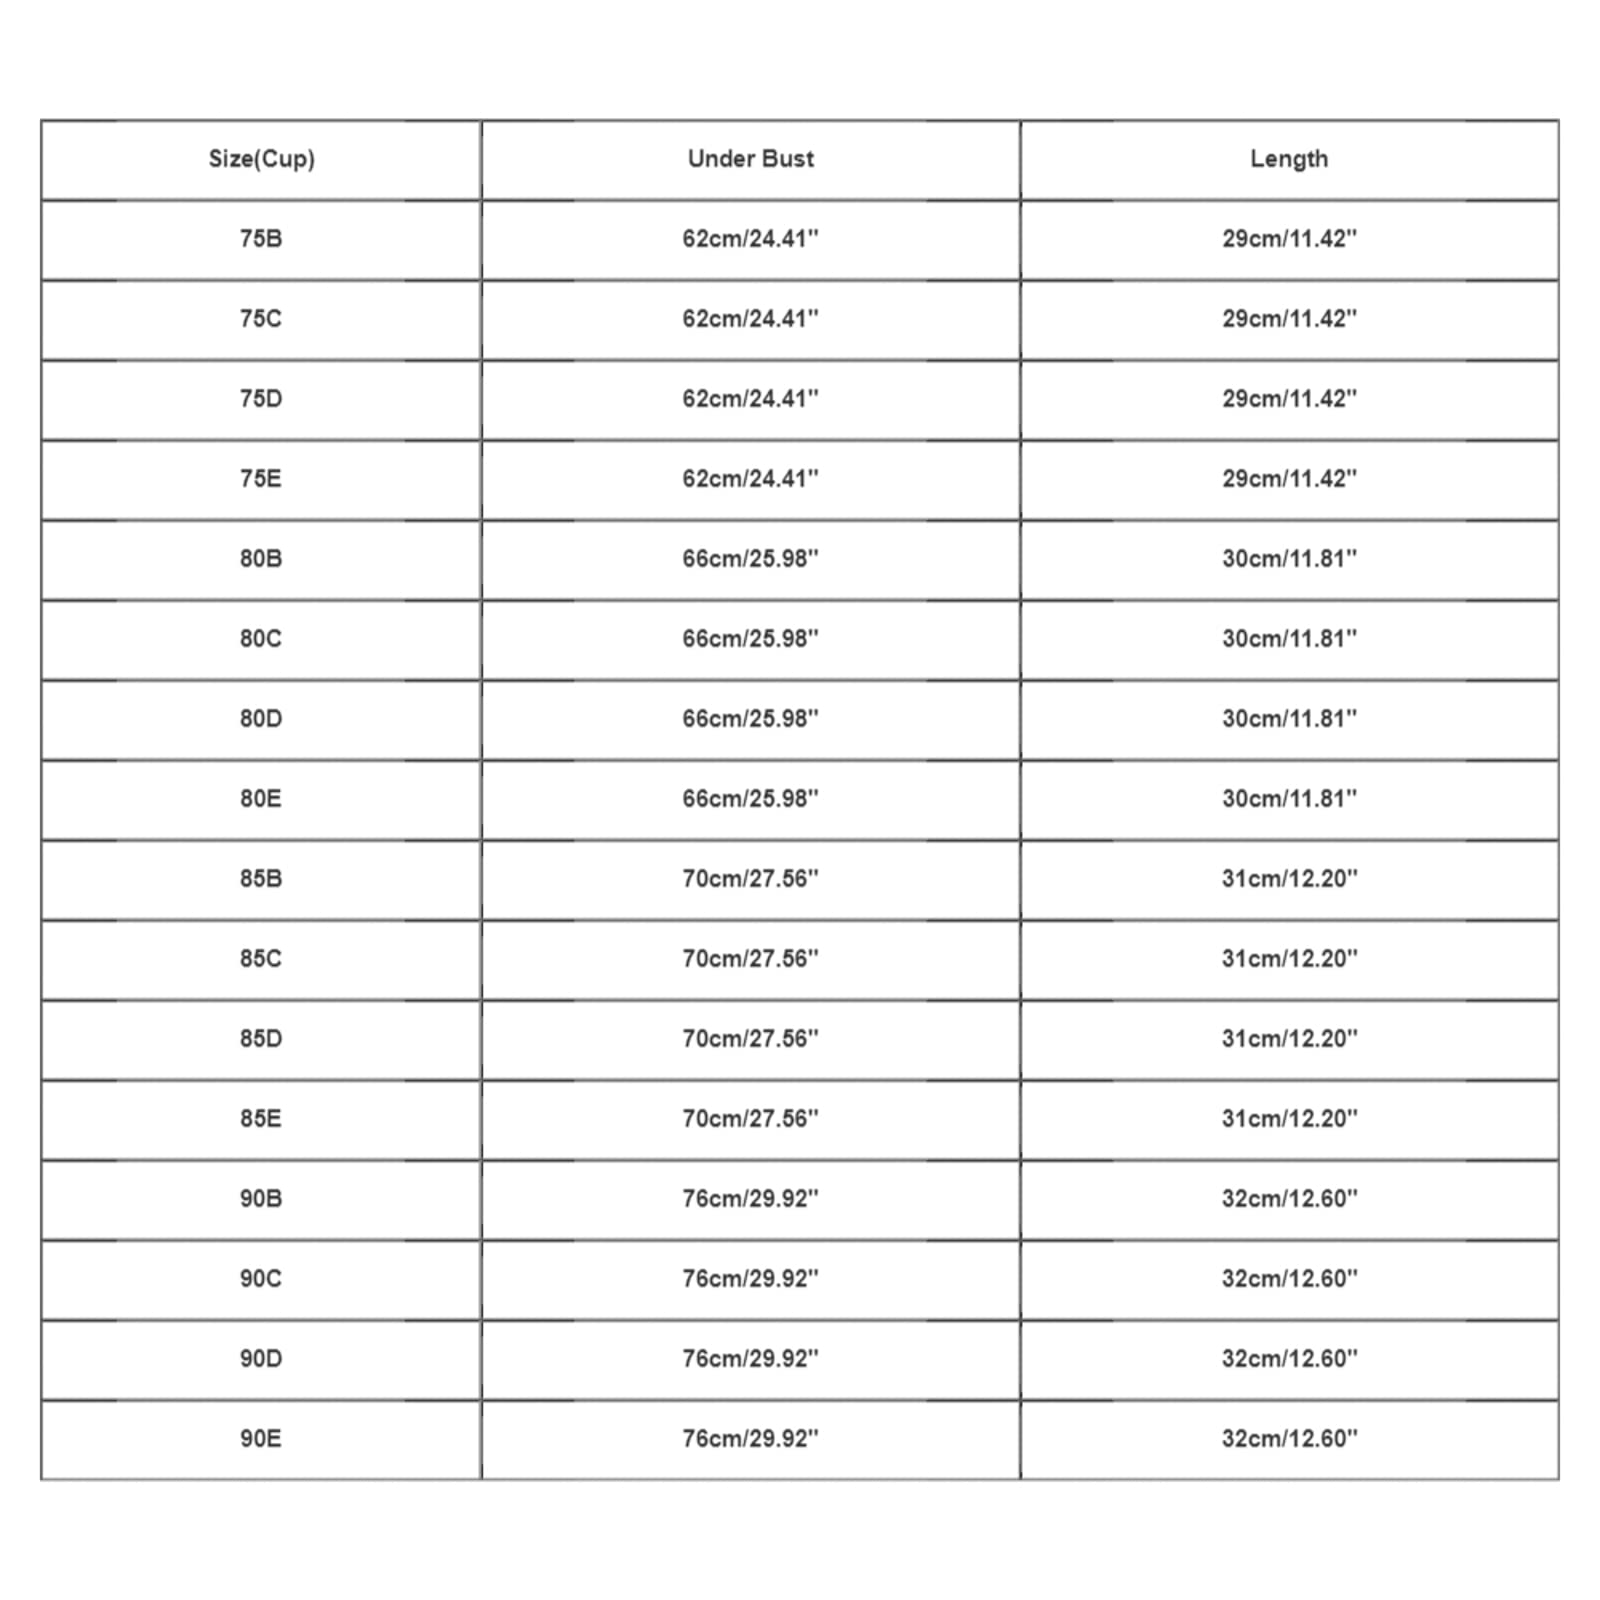 Size(Cup) Under Bust Length
75B 62cm/24.41" 29cm/11.42"
75C 62cm/24.41" 29cm/11.42"
75D 62cm/24.41" 29cm/11.42"
75E 62cm/24.41" 29cm/11.42"
80B 66cm/25.98" 30cm/11.81"
80C 66cm/25.98" 30cm/11.81"
80D 66cm/25.98" 30cm/11.81"
80E 66cm/25.98" 30cm/11.81"
85B 70cm/27.56" 31cm/12.20"
85C 70cm/27.56" 31cm/12.20"
85D 70cm/27.56" 31cm/12.20"
85E 70cm/27.56" 31cm/12.20"
90B 76cm/29.92" 32cm/12.60"
90C 76cm/29.92" 32cm/12.60"
90D 76cm/29.92" 32cm/12.60"
90E 76cm/29.92" 32cm/12.60"